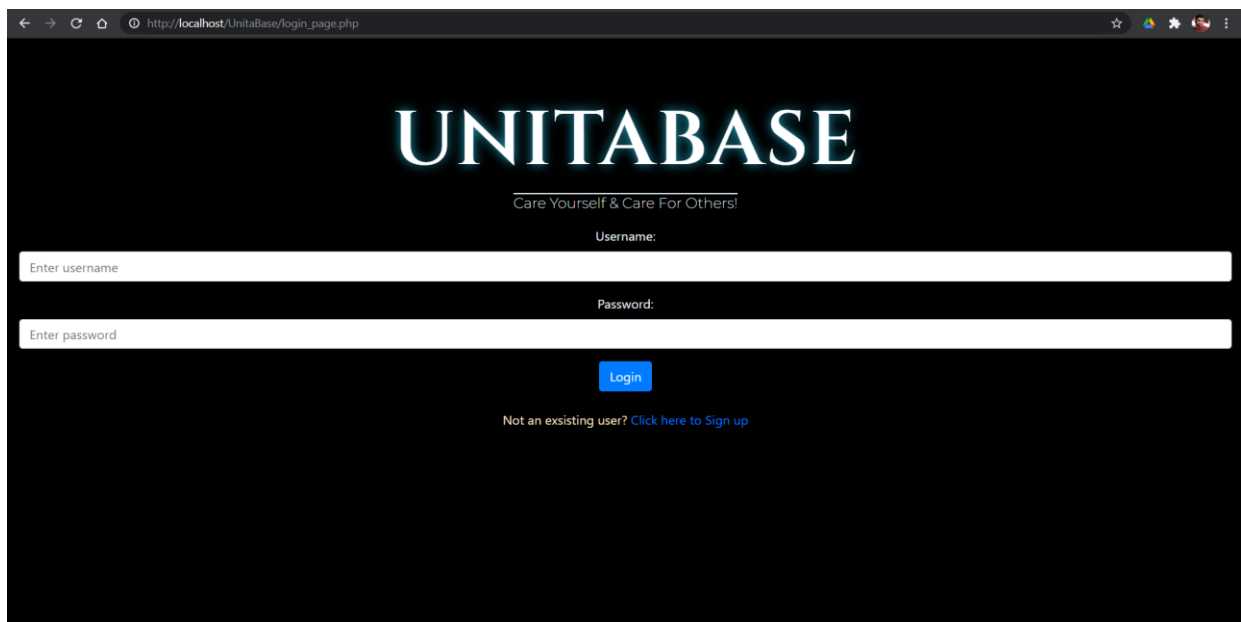 http://localhost/UnitaBase/login_page.php
UNITABASE
Care Yourself & Care For Others!
Username:
Enter username
Password:
Enter password
Login
Not an exsisting user? Click here to Sign up